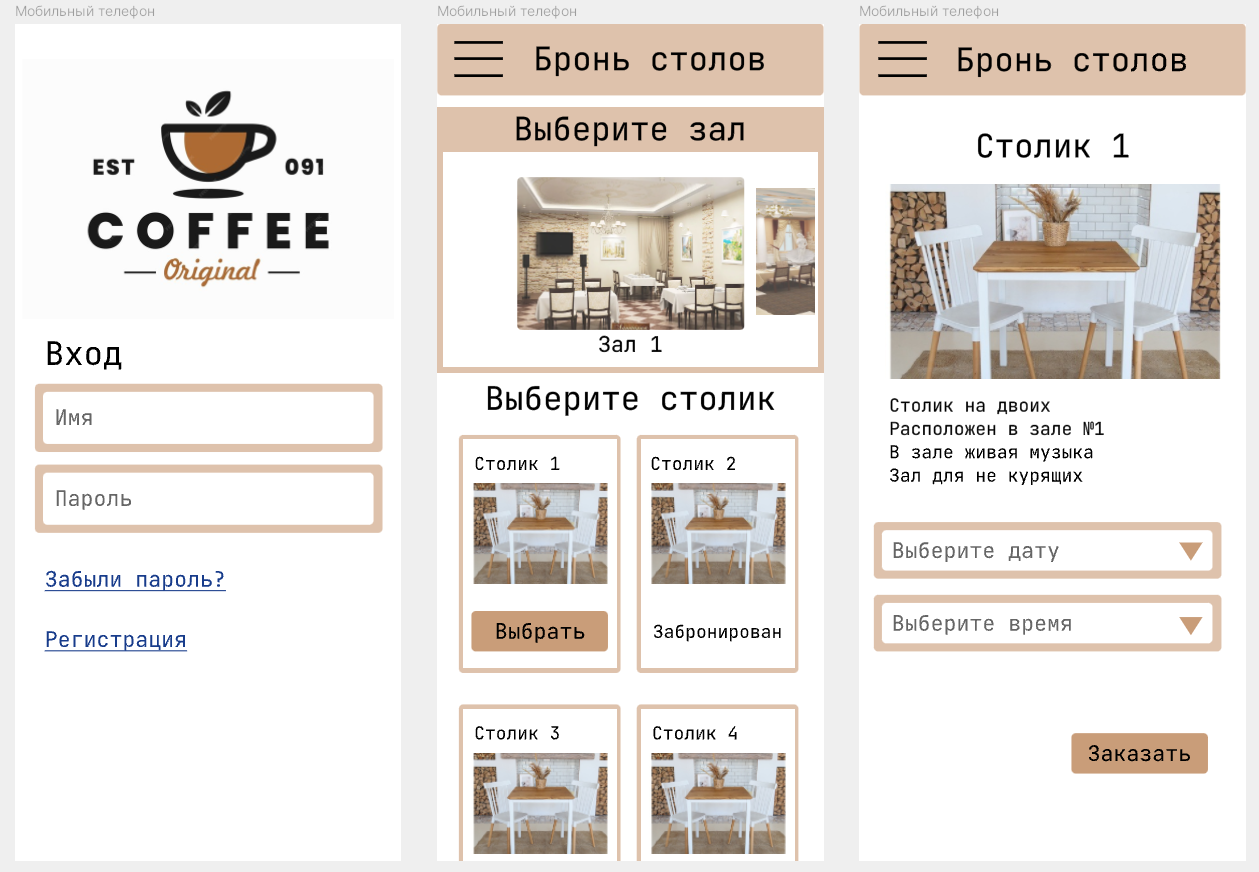 Мобильный телефон
EST
091
COFFEE
Original
Вход
Имя
Пароль
Забыли пароль?
Регистрация
Мобильный телефон
Бронь столов
Выберите зал
Зал 1
Выберите столик
Столик 1
Выбрать
Столик 2
Забронирован
Столик 3
Столик 4
Мобильный телефон
Бронь столов
Столик 1
Столик на двоих
Расположен в зале №1
В зале живая музыка
Зал для не курящих
Выберите дату
Выберите время
Заказать